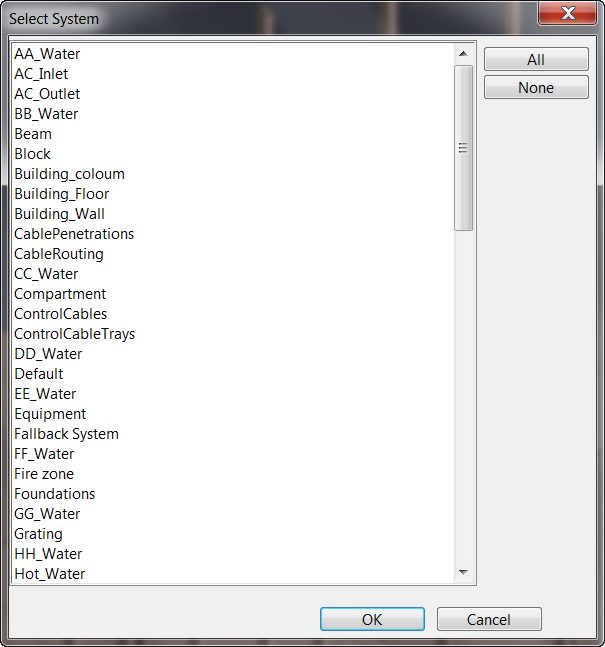 Select System
AA_Water
AC_Inlet
AC_Outlet
BB_Water
Beam
Block
Building_coloum
Building_Floor
Building_Wall
CablePenetrations
CableRouting
CC_Water
Compartment
ControlCables
ControlCableTrays
DD_Water
Default
EE_Water
Equipment
Fallback System
FF_Water
Fire zone
Foundations
GG_Water
Grating
HH_Water
Hot_Water
All
None
OK
Cancel